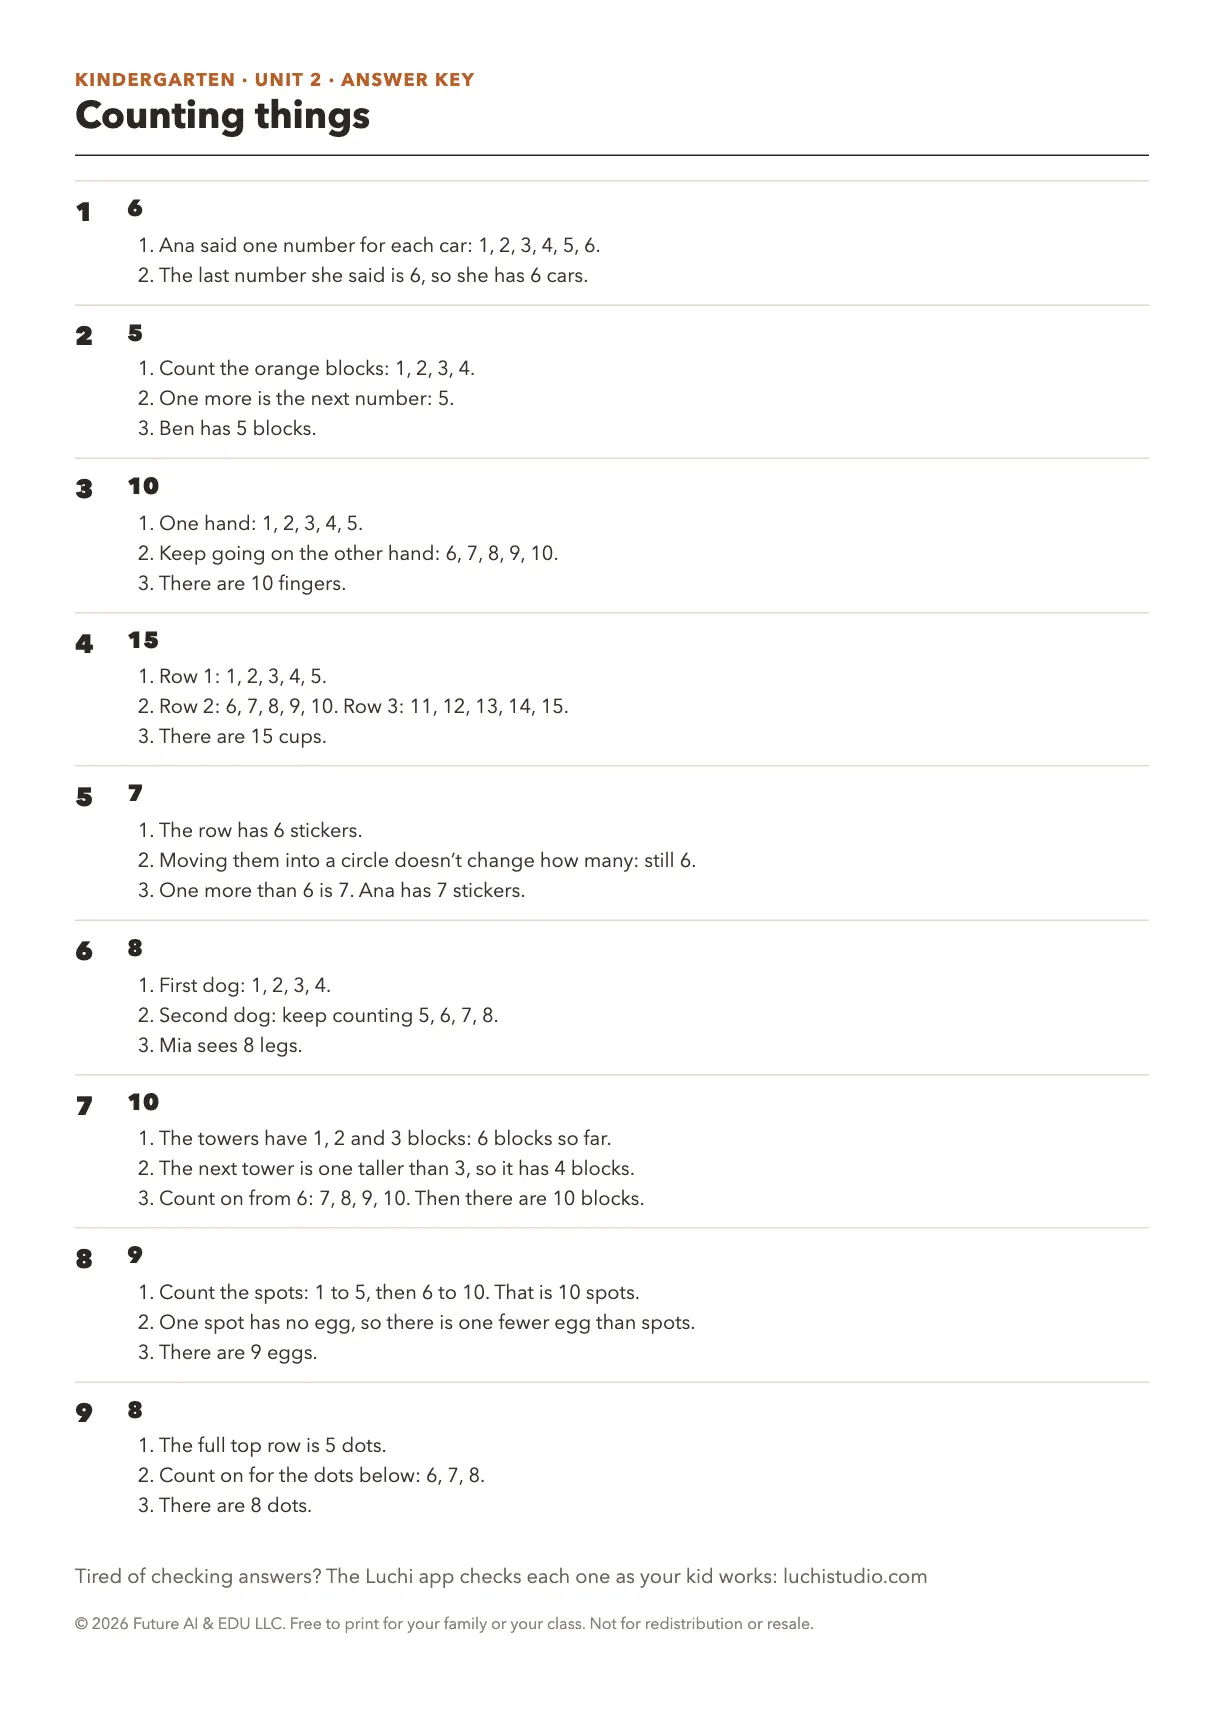 KINDERGARTEN · UNIT 2 · ANSWER KEY
Counting things
1 6
1. Ana said one number for each car: 1, 2, 3, 4, 5, 6.
2. The last number she said is 6, so she has 6 cars.
2 5
1. Count the orange blocks: 1, 2, 3, 4.
2. One more is the next number: 5.
3. Ben has 5 blocks.
3 10
1. One hand: 1, 2, 3, 4, 5.
2. Keep going on the other hand: 6, 7, 8, 9, 10.
3. There are 10 fingers.
4 15
1. Row 1: 1, 2, 3, 4, 5.
2. Row 2: 6, 7, 8, 9, 10. Row 3: 11, 12, 13, 14, 15.
3. There are 15 cups.
5 7
1. The row has 6 stickers.
2. Moving them into a circle doesn’t change how many: still 6.
3. One more than 6 is 7. Ana has 7 stickers.
6 8
1. First dog: 1, 2, 3, 4.
2. Second dog: keep counting 5, 6, 7, 8.
3. Mia sees 8 legs.
7 10
1. The towers have 1, 2 and 3 blocks: 6 blocks so far.
2. The next tower is one taller than 3, so it has 4 blocks.
3. Count on from 6: 7, 8, 9, 10. Then there are 10 blocks.
8 9
1. Count the spots: 1 to 5, then 6 to 10. That is 10 spots.
2. One spot has no egg, so there is one fewer egg than spots.
3. There are 9 eggs.
9 8
1. The full top row is 5 dots.
2. Count on for the dots below: 6, 7, 8.
3. There are 8 dots.
Tired of checking answers? The Luchi app checks each one as your kid works: luchistudio.com
© 2026 Future AI & EDU LLC. Free to print for your family or your class. Not for redistribution or resale.